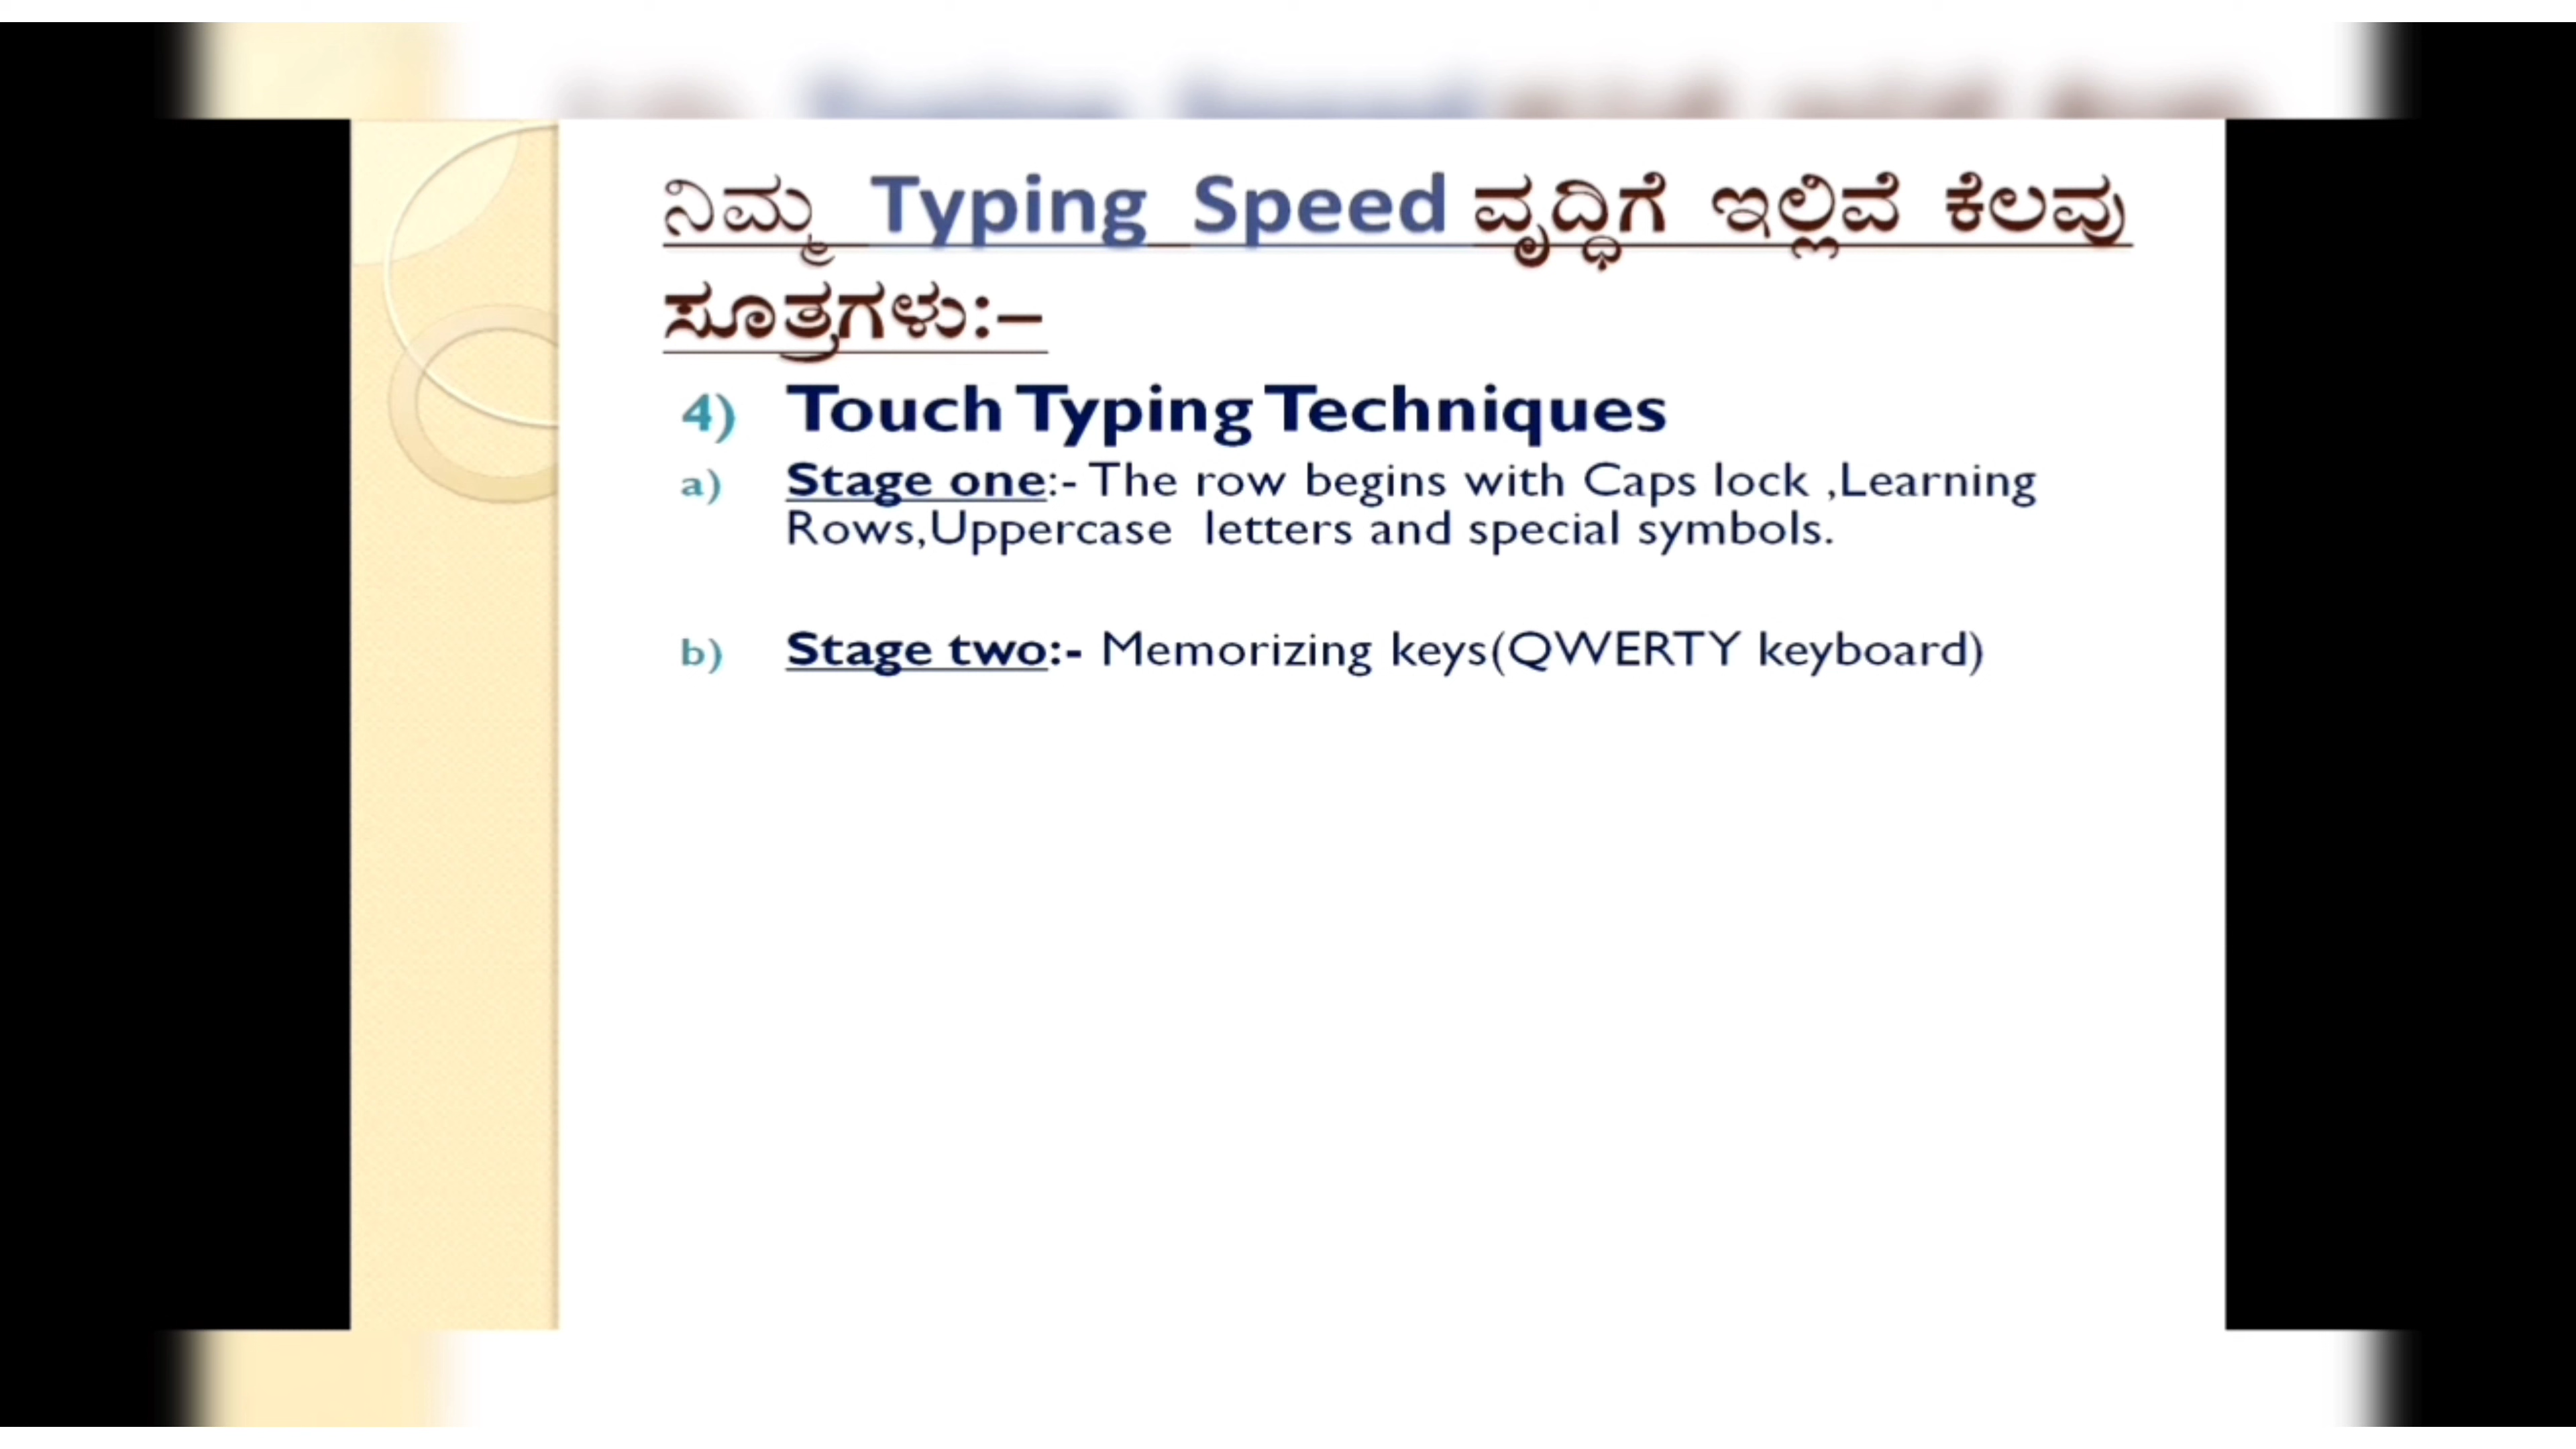 ನಿಮ್ಮ Typing Speed ವೃದ್ಧಿಗೆ ಇಲ್ಲಿವೆ ಕೆಲವು
ಸೂತ್ರಗಳು:–
4) Touch Typing Techniques
a) Stage one:- The row begins with Caps lock ,Learning
Rows,Uppercase letters and special symbols.
b) Stage two:- Memorizing keys(QWERTY keyboard)